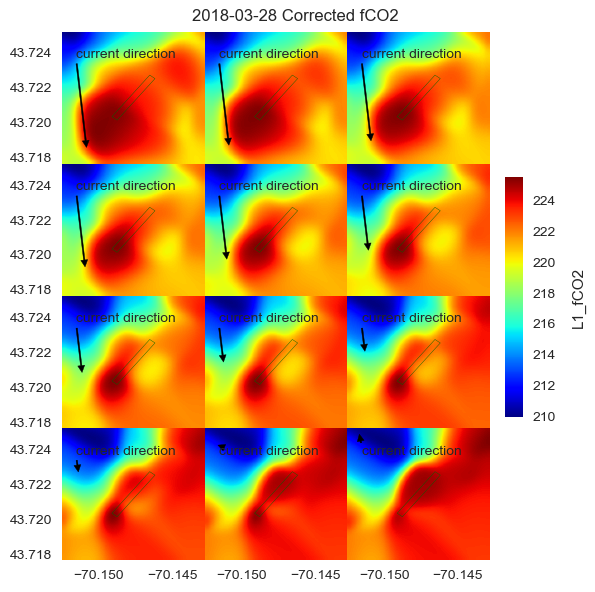 2018-03-28 Corrected fCO2
43.724
current direction
current direction
current direction
43.722
43.720
43.718
43.724
current direction
current direction
current direction
43.722
43.720
43.718
43.724
current direction
current direction
current direction
43.722
43.720
43.718
43.724
current direction
current direction
current direction
43.722
43.720
43.718
−70.150
−70.145
−70.150
−70.145
−70.150
−70.145
224
222
220
218
216
214
212
210
L1_fCO2